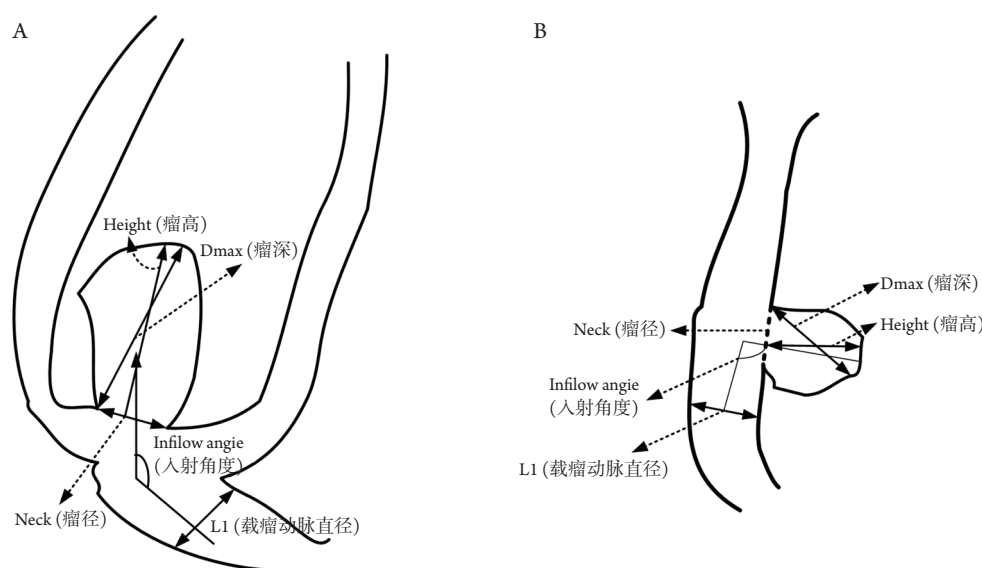 A
Height (瘤高)
Dmax (瘤深)
Infilow angie
(入射角度)
Neck (瘤径)
L1 (载瘤动脉直径)
B
Dmax (瘤深)
Neck (瘤径)
Height (瘤高)
Infilow angie
(入射角度)
L1 (载瘤动脉直径)